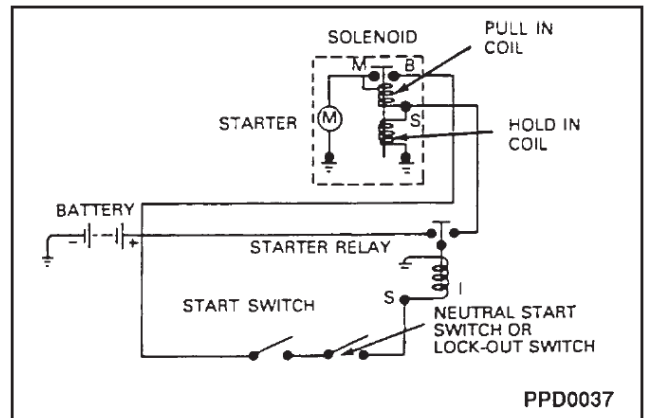 SOLENOID
PULL IN
COIL
M B
STARTER
M
S
HOLD IN
COIL
BATTERY
- +
STARTER RELAY
START SWITCH
S I
NEUTRAL START
SWITCH OR
LOCK-OUT SWITCH
PPD0037